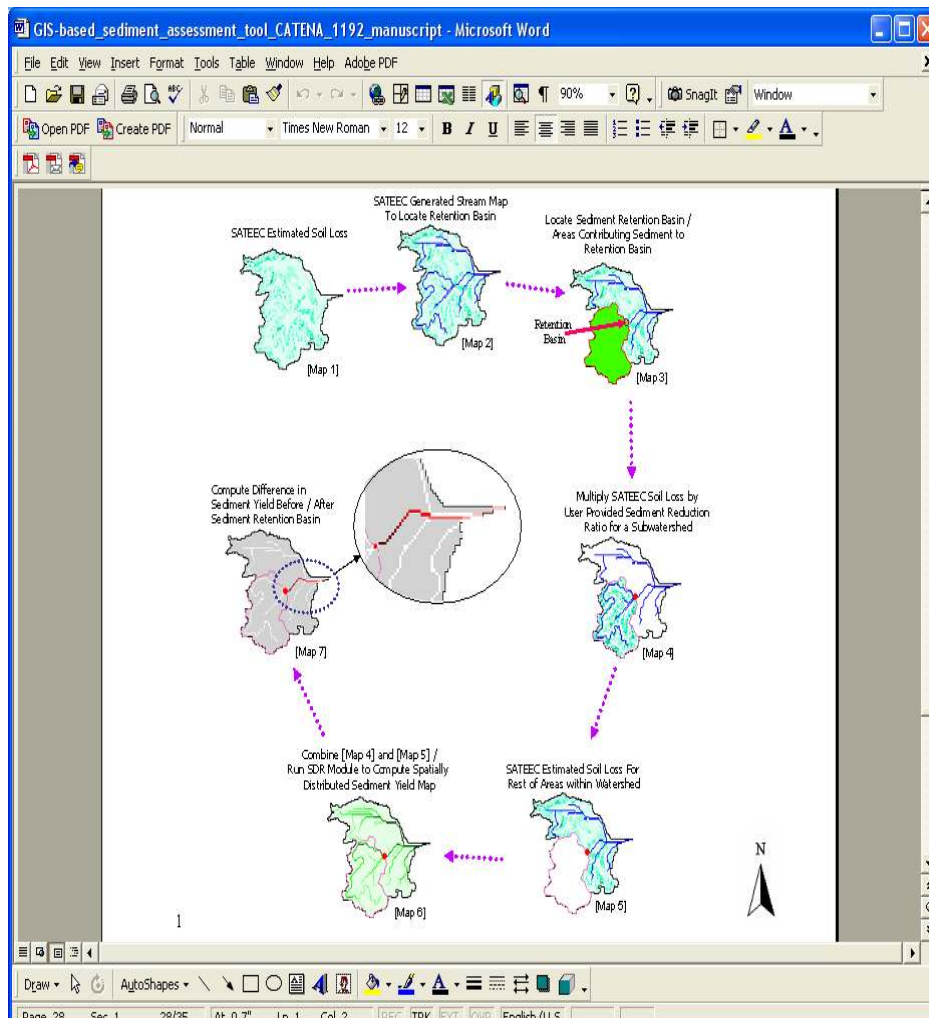 GIS-based_sediment_assessment_tool_CATENA_1192_manuscript - Microsoft Word
File Edit View Insert Format Tools Table Window Help Adobe PDF
90% SnagIt Window
Open PDF Create PDF Normal Times New Roman 12 B I U
SATEEC Estimated Soil Loss
[Map 1]
SATEEC Generated Stream Map
To Locate Retention Basin
[Map 2]
Locate Sediment Retention Basin /
Areas Contributing Sediment to
Retention Basin
Retention
Basin
[Map 3]
Multiply SATEEC Soil Loss by
User Provided Sediment Reduction
Ratio for a Subwatershed
[Map 4]
SATEEC Estimated Soil Loss For
Rest of Areas within Watershed
[Map 5]
Combine [Map 4] and [Map 5] /
Run SDR Module to Compute Spatially
Distributed Sediment Yield Map
[Map 6]
Compute Difference in
Sediment Yield Before / After
Sediment Retention Basin
[Map 7]
N
1
Draw AutoShapes
Page 28 Sec 1 28/35 At 0.7" Ln 1 Col 2 REC TRK EXT OVR English (U.S